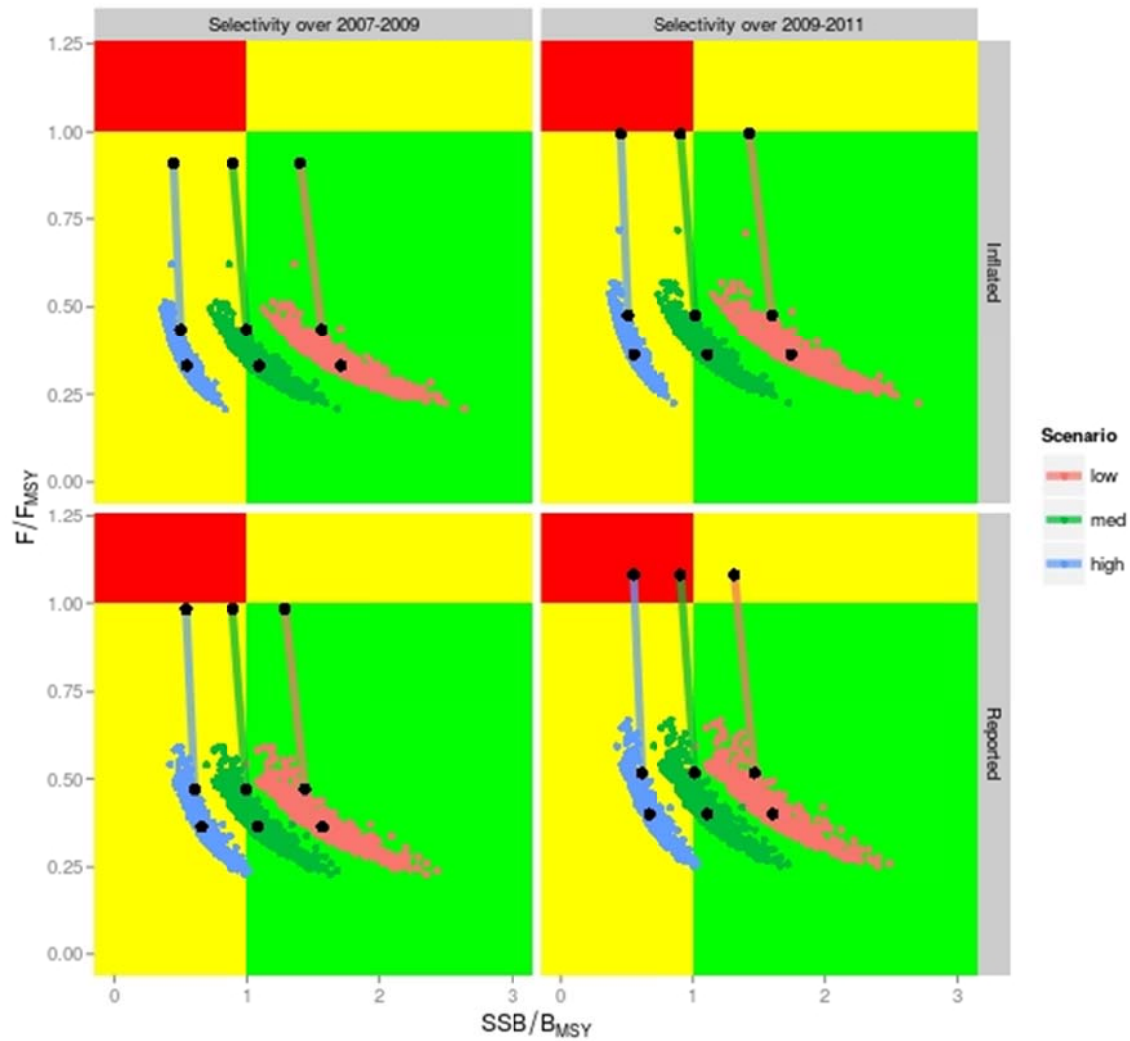 Selectivity over 2007-2009
Selectivity over 2009-2011
1.25
1.00
0.75
0.50
0.25
0.00
Inflated
F/FMSY
1.25
1.00
0.75
0.50
0.25
0.00
Reported
0 1 2 3
0 1 2 3
SSB/BMSY
Scenario
low
med
high